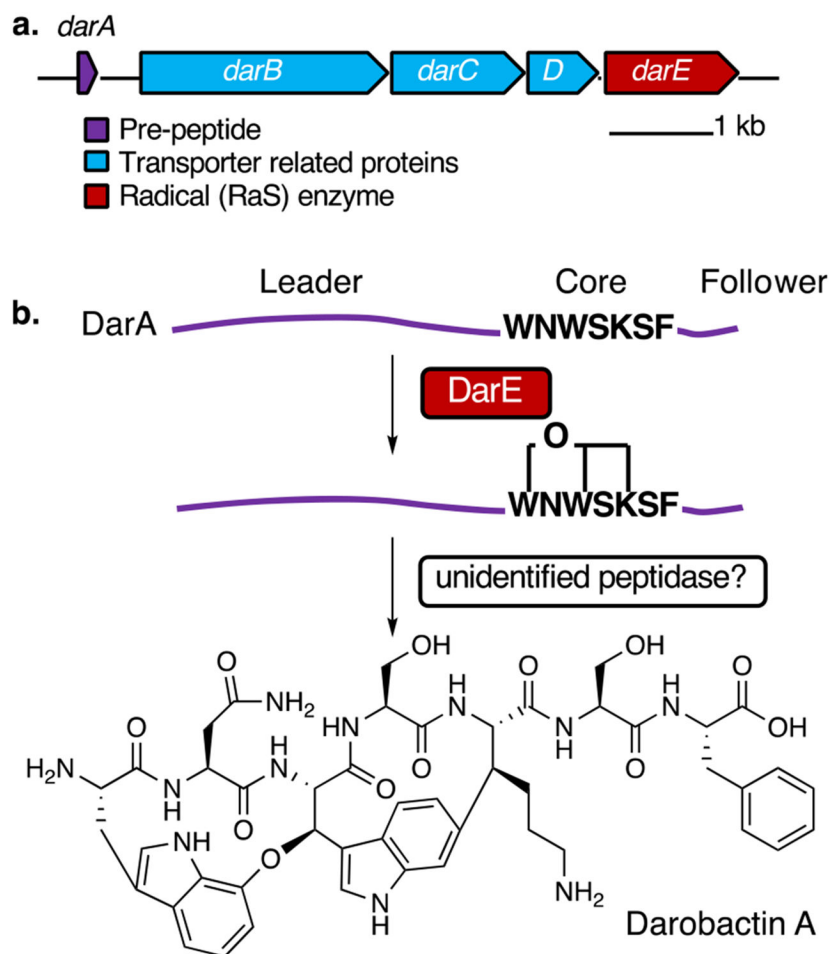 a. darA
darB darC D darE
1 kb
Pre-peptide
Transporter related proteins
Radical (RaS) enzyme
Leader Core Follower
b.
DarA WNWSKSF
DarE
O
WNWSKSF
unidentified peptidase?
OH OH
O O O
NH2 H H
O HN N N OH
H2N H N O N O
N O O H
H
NH
O
N
H
NH2
Darobactin A